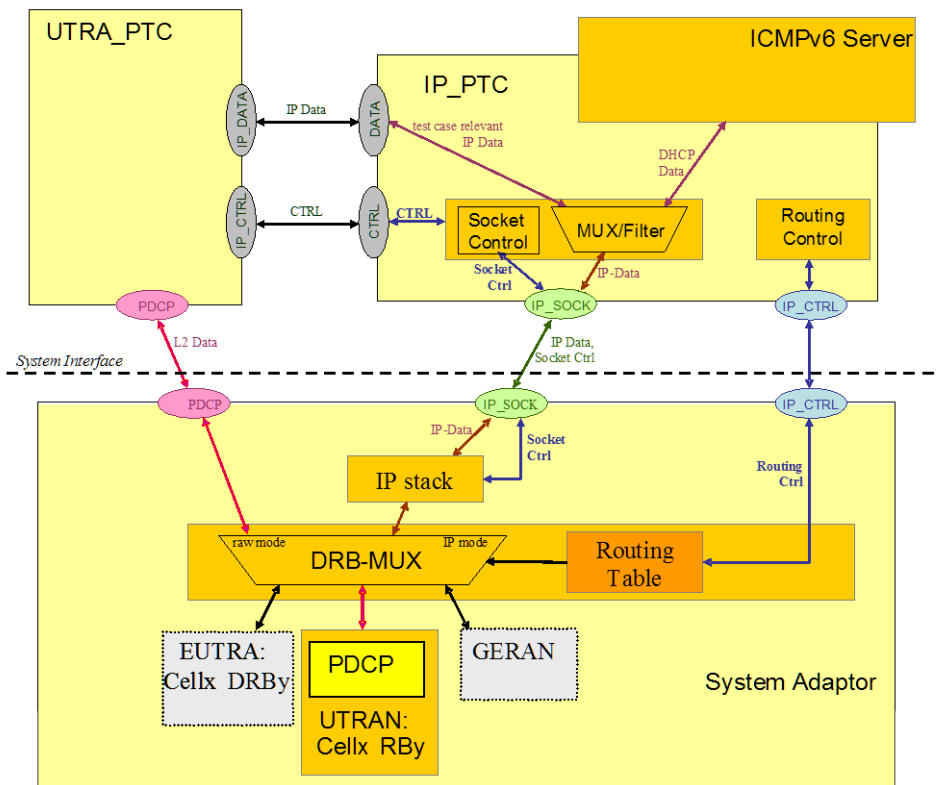 UTRA_PTC
ICMPv6 Server
IP_PTC
IP_DATA
IP Data
DATA
test case relevant
IP Data
DHCP
Data
IP_CTRL
CTRL
CTRL
CTRL
Socket
Control
MUX/Filter
Routing
Control
Socket
Ctrl
IP-Data
PDCP
IP_SOCK
IP_CTRL
L2 Data
IP Data,
Socket Ctrl
System Interface
PDCP
IP_SOCK
IP_CTRL
IP-Data
Socket
Ctrl
IP stack
Routing
Ctrl
raw mode
IP mode
DRB-MUX
Routing
Table
EUTRA:
Cellx DRBy
PDCP
UTRAN:
Cellx RBy
GERAN
System Adaptor